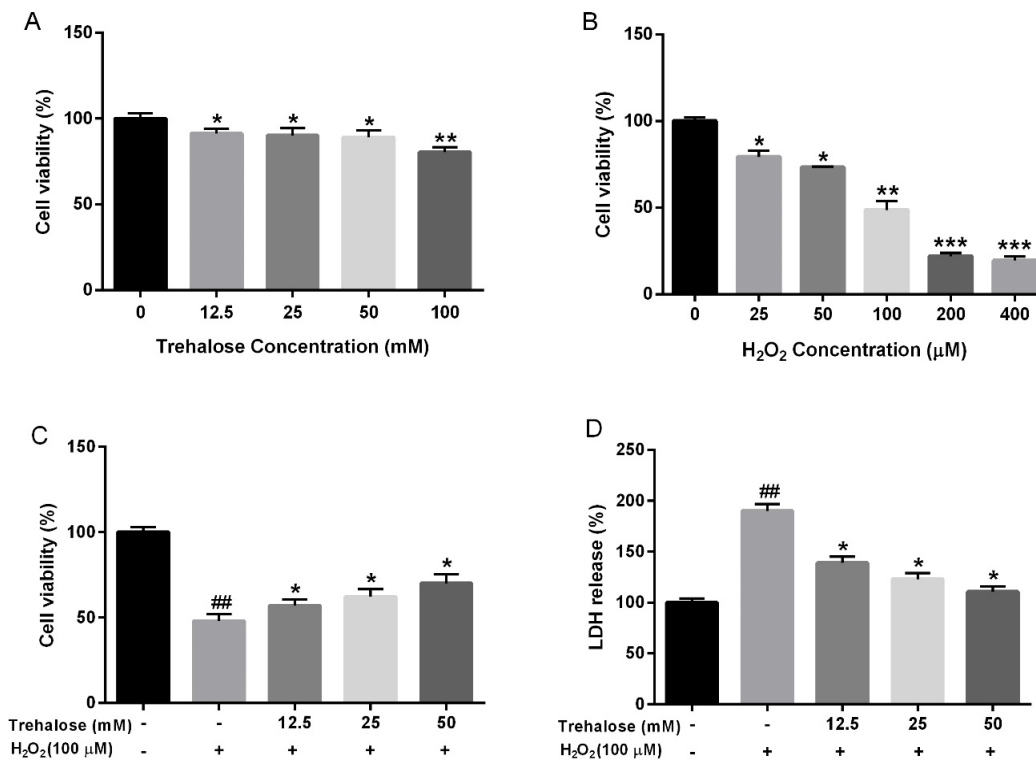 A
Cell viability (%)
150
100
50
0
* * * **
0 12.5 25 50 100
Trehalose Concentration (mM)
B
Cell viability (%)
150
100
50
0
* * ** *** ***
0 25 50 100 200 400
H₂O₂ Concentration (μM)
C
Cell viability (%)
150
100
50
0
## * * *
Trehalose (mM) - - 12.5 25 50
H₂O₂(100 μM) - + + + +
D
LDH release (%)
250
200
150
100
50
0
## * * *
Trehalose (mM) - - 12.5 25 50
H₂O₂(100 μM) - + + + +